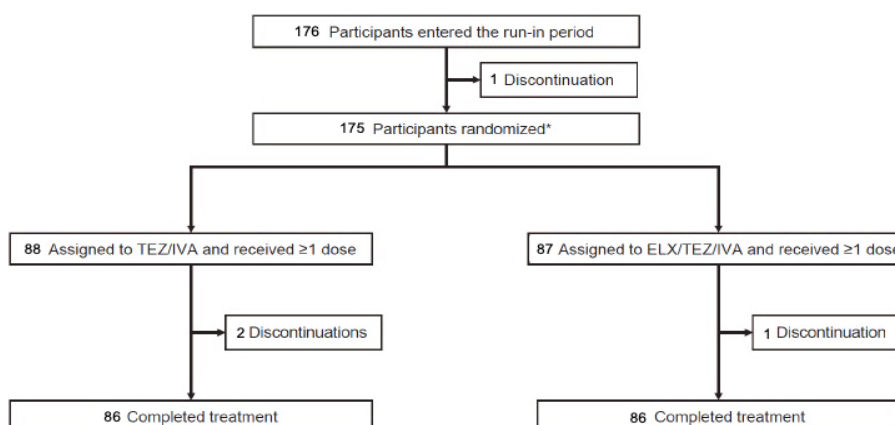 176 Participants entered the run-in period
1 Discontinuation
175 Participants randomized*
88 Assigned to TEZ/IVA and received ≥1 dose
87 Assigned to ELX/TEZ/IVA and received ≥1 dose
2 Discontinuations
1 Discontinuation
86 Completed treatment
86 Completed treatment